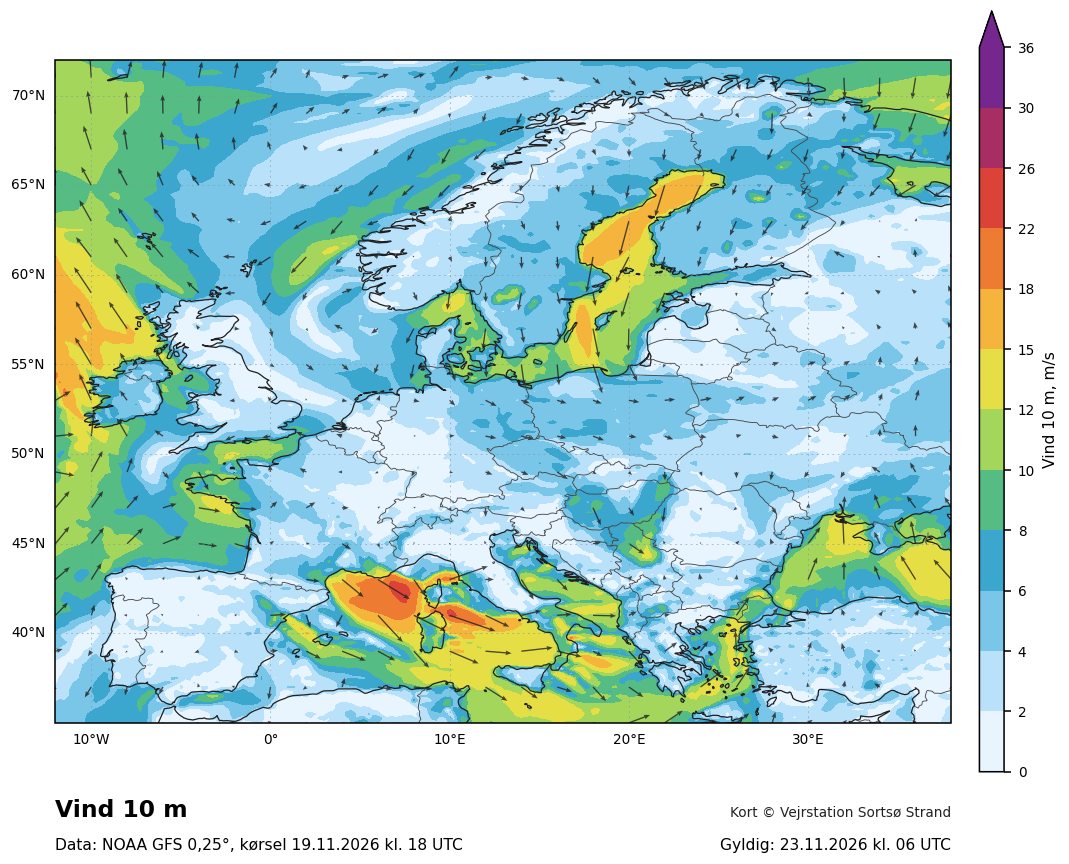 36
30
26
22
18
15
12
10
8
6
4
2
0
Vind 10 m, m/s
70°N
65°N
60°N
55°N
50°N
45°N
40°N
10°W
0°
10°E
20°E
30°E
Vind 10 m
Kort © Vejrstation Sortsø Strand
Data: NOAA GFS 0,25°, kørsel 19.11.2026 kl. 18 UTC
Gyldig: 23.11.2026 kl. 06 UTC